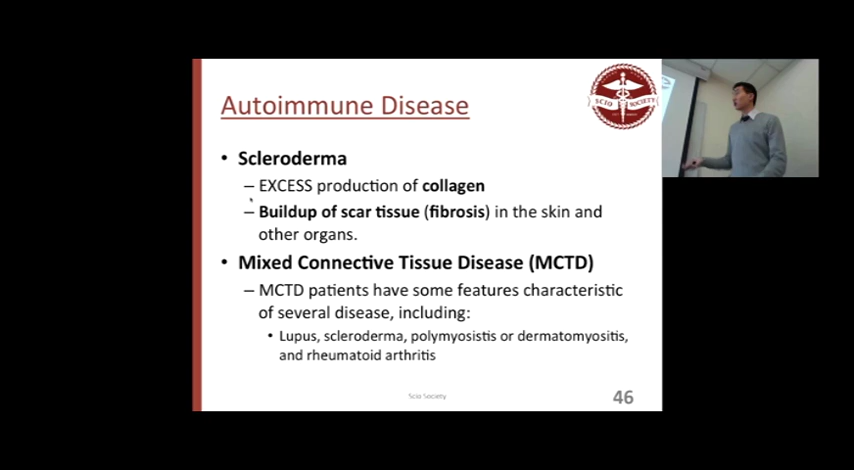 Autoimmune Disease
SCIO SOCIETY
• Scleroderma
– EXCESS production of collagen
– Buildup of scar tissue (fibrosis) in the skin and
other organs.
• Mixed Connective Tissue Disease (MCTD)
– MCTD patients have some features characteristic
of several disease, including:
• Lupus, scleroderma, polymyosistis or dermatomyositis,
and rheumatoid arthritis
Scio Society
46